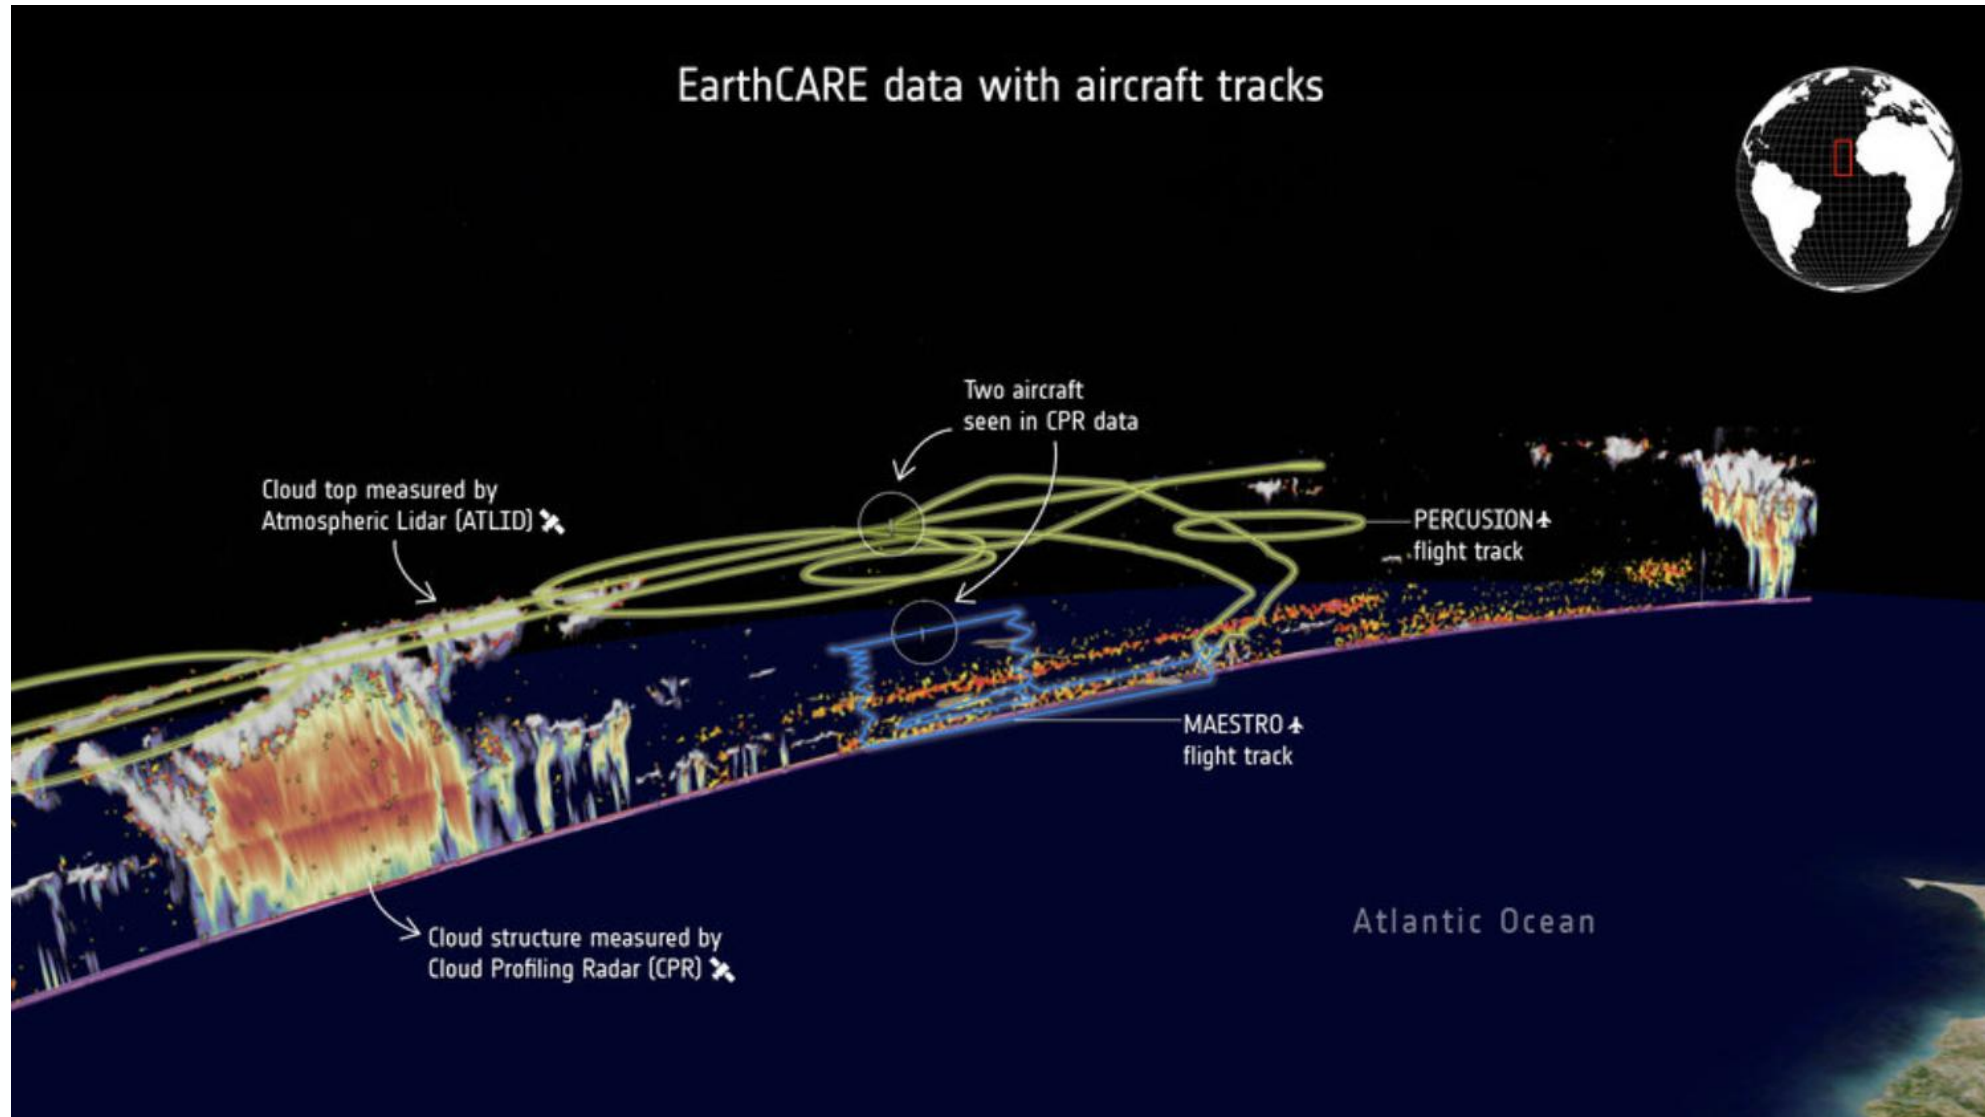 EarthCARE data with aircraft tracks
Two aircraft
seen in CPR data
Cloud top measured by
Atmospheric Lidar (ATLID)
PERCUSION
flight track
MAESTRO
flight track
Cloud structure measured by
Cloud Profiling Radar (CPR)
Atlantic Ocean